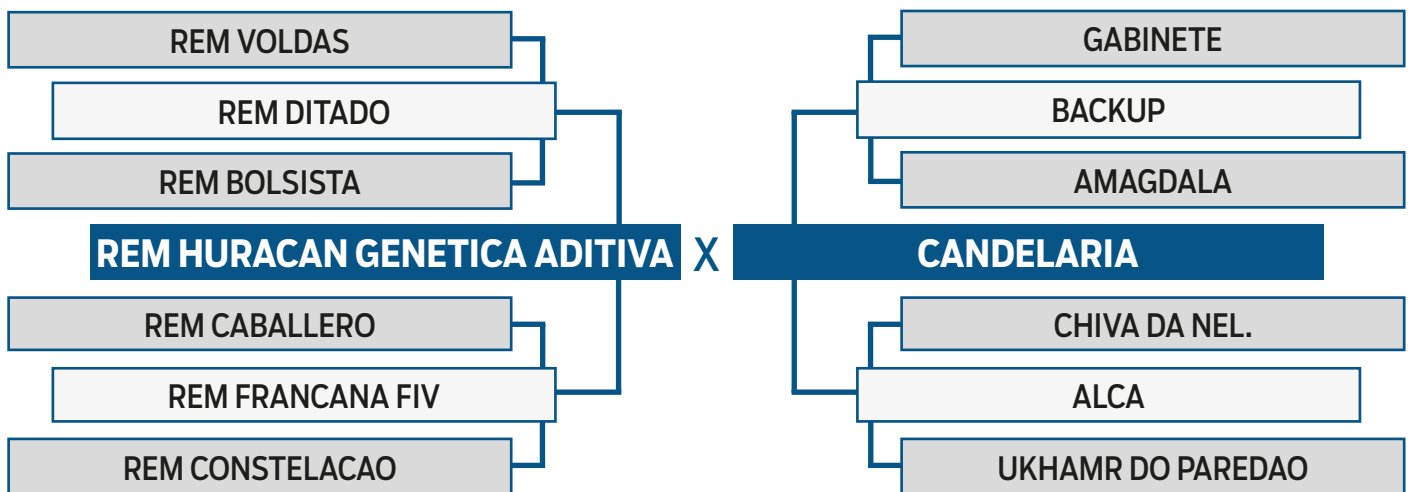 REM VOLDAS
GABINETE
REM DITADO
BACKUP
REM BOLSISTA
AMAGDALA
REM HURACAN GENETICA ADITIVA X CANDELARIA
REM CABALLERO
CHIVA DA NEL.
REM FRANCANA FIV
ALCA
REM CONSTELACAO
UKHAMR DO PAREDAO